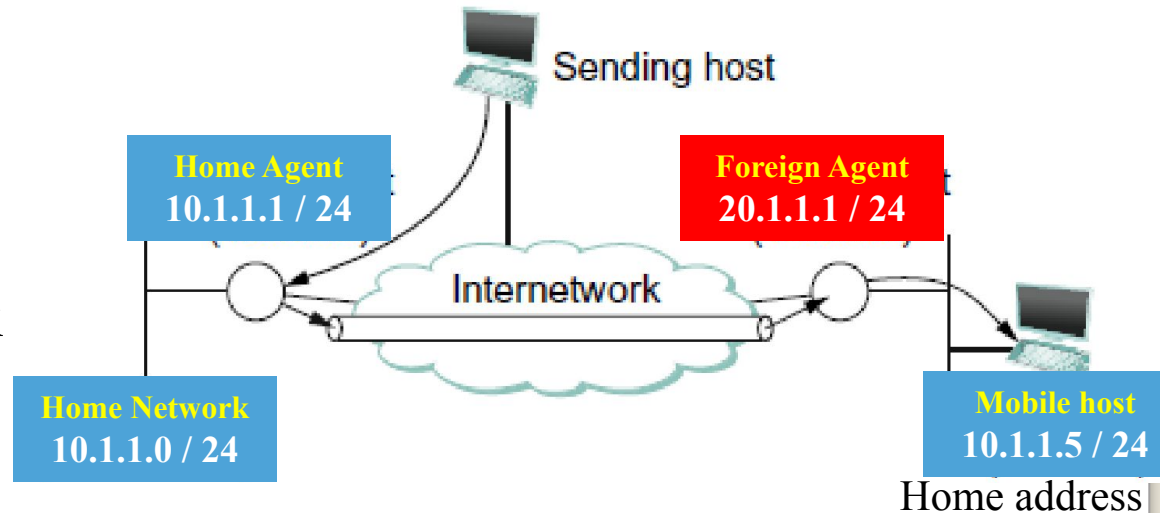 Sending host
Home Agent
10.1.1.1 / 24
Foreign Agent
20.1.1.1 / 24
Internetwork
Home Network
10.1.1.0 / 24
Mobile host
10.1.1.5 / 24
Home address